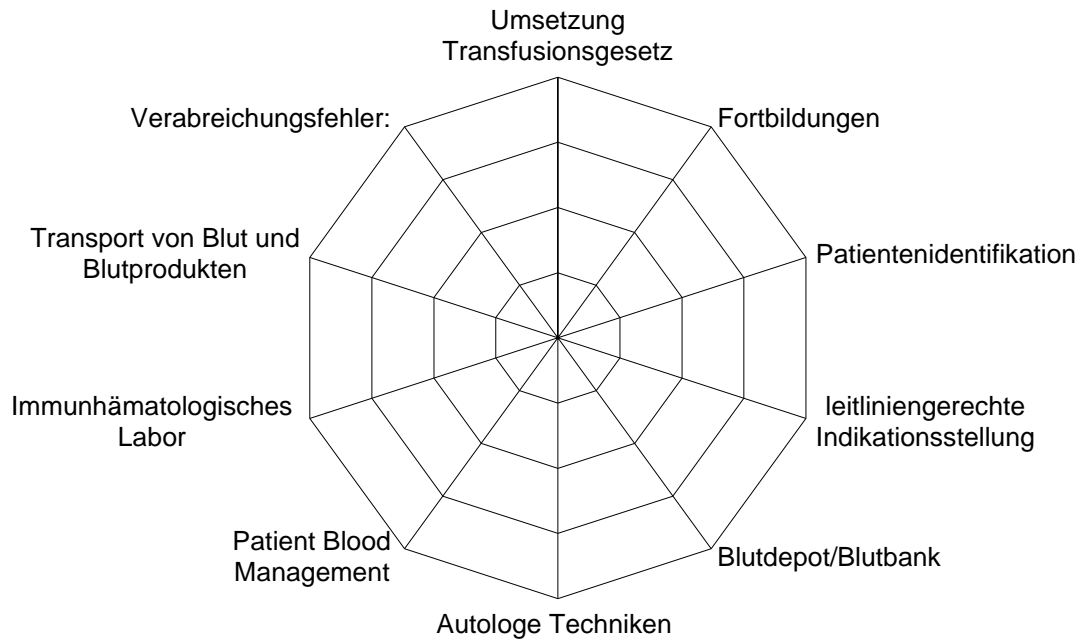 Umsetzung
Transfusionsgesetz
Fortbildungen
Patientenidentifikation
leitliniengerechte
Indikationsstellung
Blutdepot/Blutbank
Autologe Techniken
Patient Blood
Management
Immunhämatologisches
Labor
Transport von Blut und
Blutprodukten
Verabreichungsfehler: